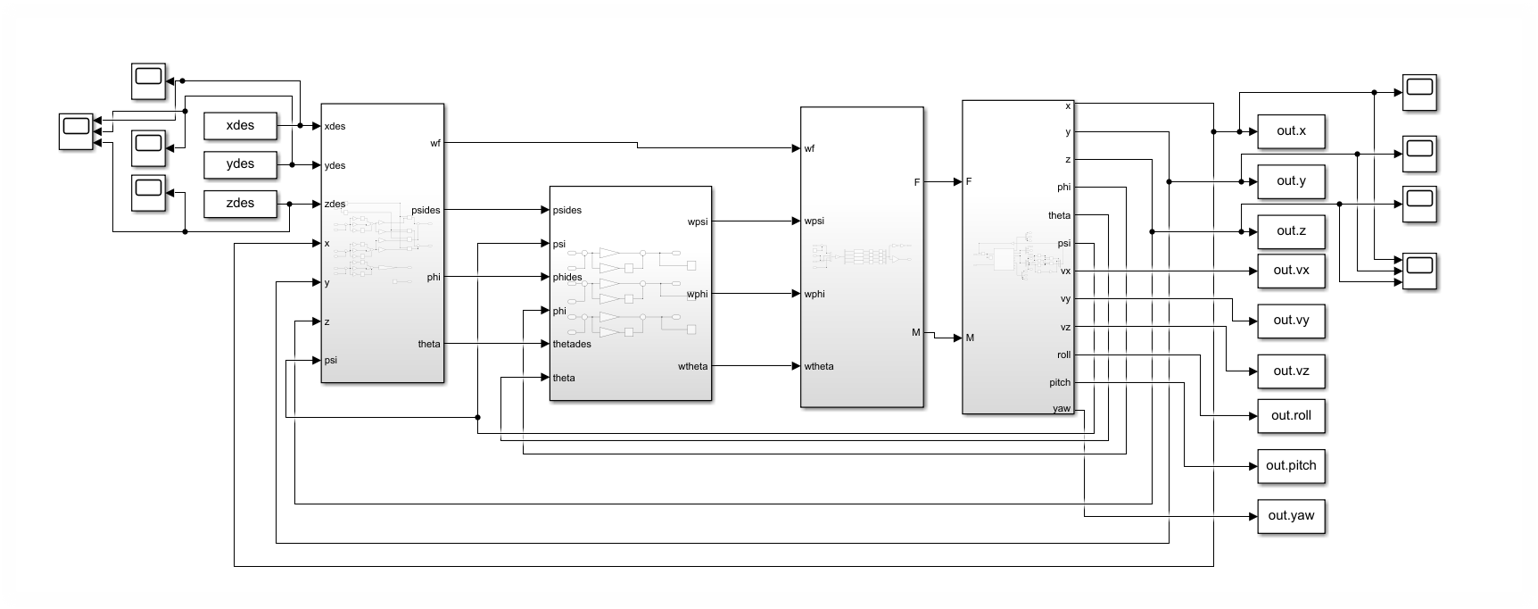 xdes
ydes
zdes
xdes
ydes
zdes
x
y
z
psi
wf
psides
phi
theta
psides
psi
phides
phi
thetades
theta
wpsi
wphi
wtheta
wf
wpsi
wphi
wtheta
F
M
F
M
x
y
z
phi
theta
psi
vx
vy
vz
roll
pitch
yaw
out.x
out.y
out.z
out.vx
out.vy
out.vz
out.roll
out.pitch
out.yaw